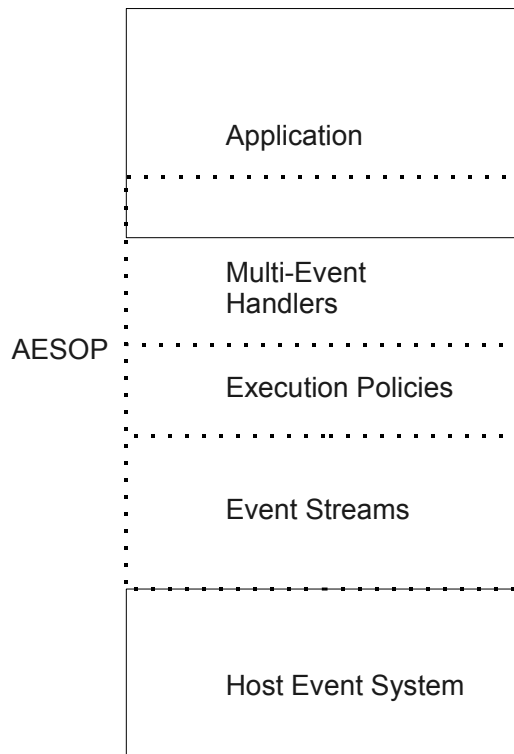 Application
Multi-Event
Handlers
AESOP
Execution Policies
Event Streams
Host Event System